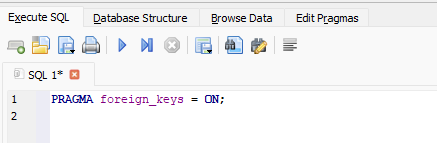 Execute SQL Database Structure Browse Data Edit Pragmas
SQL 1*
1 PRAGMA foreign_keys = ON;
2